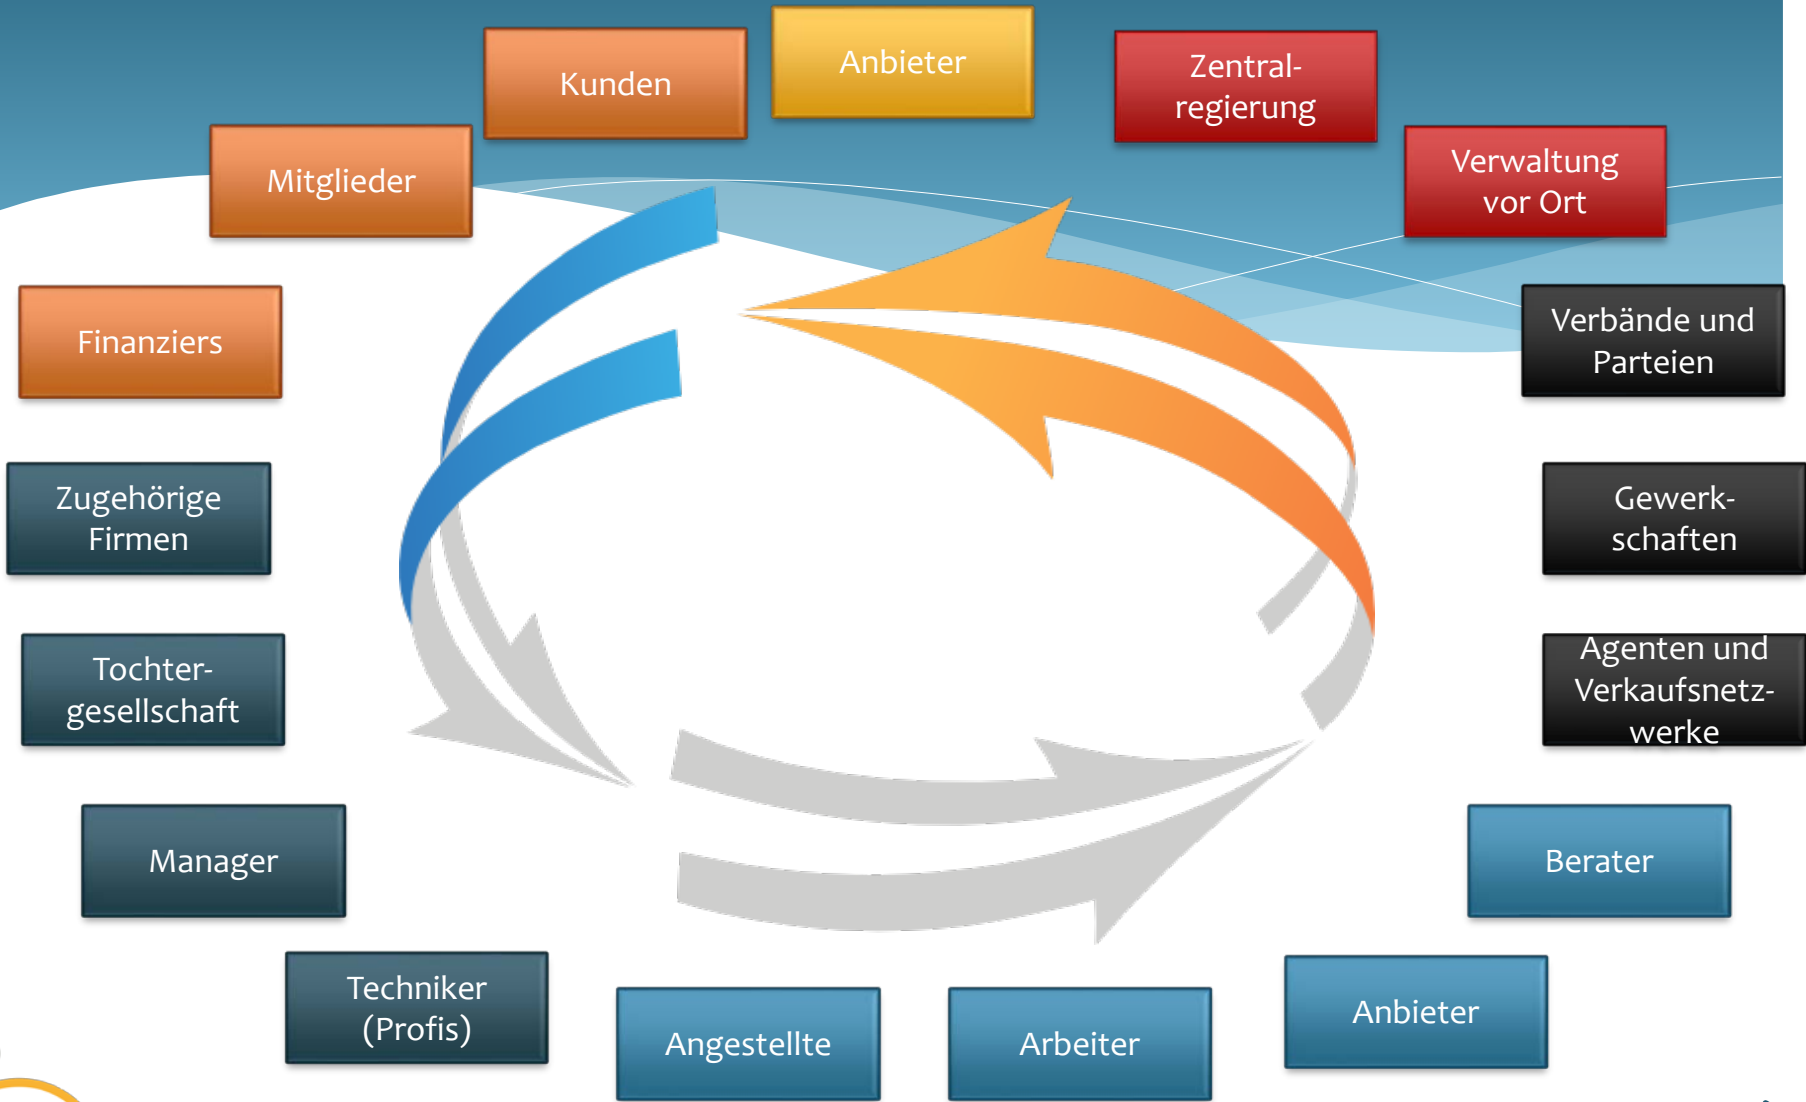 Anbieter
Kunden
Zentral-
regierung
Mitglieder
Verwaltung
vor Ort
Finanziers
Verbände und
Parteien
Zugehörige
Firmen
Gewerk-
schaften
Tochter-
gesellschaft
Agenten und
Verkaufsnetz-
werke
Manager
Berater
Techniker
(Profis)
Anbieter
Angestellte
Arbeiter